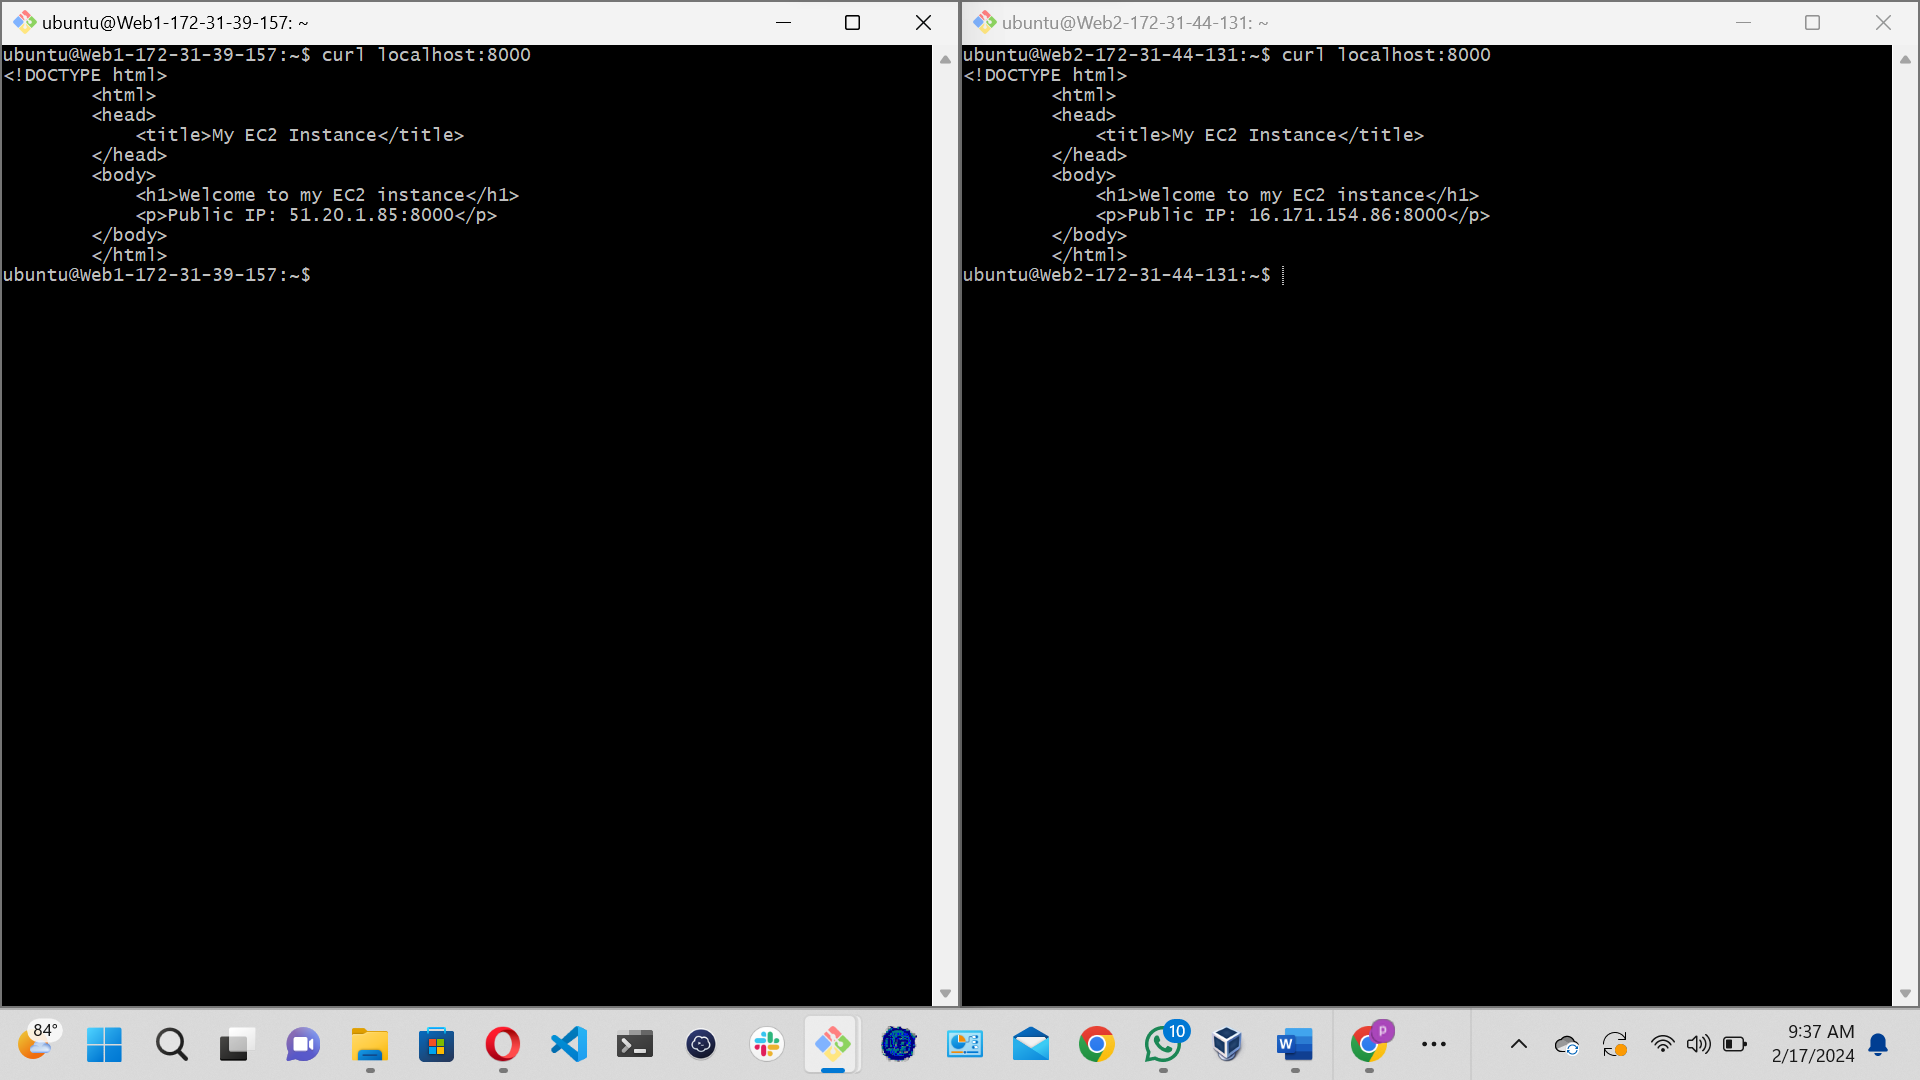 ubuntu@Web1-172-31-39-157: ~
ubuntu@Web1-172-31-39-157:~$ curl localhost:8000
<!DOCTYPE html>
        <html>
        <head>
            <title>My EC2 Instance</title>
        </head>
        <body>
            <h1>Welcome to my EC2 instance</h1>
            <p>Public IP: 51.20.1.85:8000</p>
        </body>
        </html>
ubuntu@Web1-172-31-39-157:~$
ubuntu@Web2-172-31-44-131: ~
ubuntu@Web2-172-31-44-131:~$ curl localhost:8000
<!DOCTYPE html>
        <html>
        <head>
            <title>My EC2 Instance</title>
        </head>
        <body>
            <h1>Welcome to my EC2 instance</h1>
            <p>Public IP: 16.171.154.86:8000</p>
        </body>
        </html>
ubuntu@Web2-172-31-44-131:~$
84°
10
W
P
9:37 AM
2/17/2024